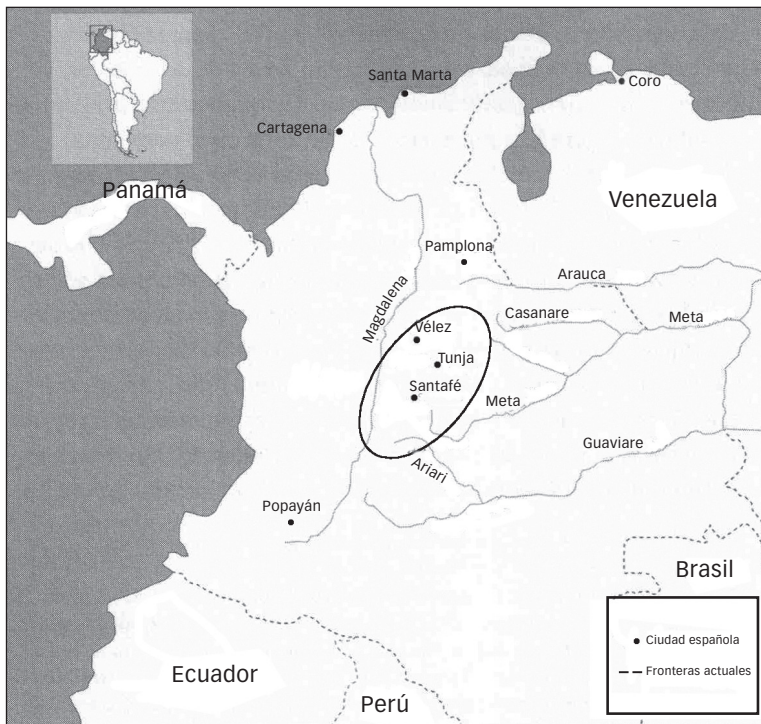 Santa Marta
Coro
Cartagena
Panamá
Venezuela
Pamplona
Arauca
Magdalena
Casanare
Meta
Vélez
Tunja
Santafé
Meta
Guaviare
Ariari
Popayán
Brasil
Ciudad española
Fronteras actuales
Ecuador
Perú